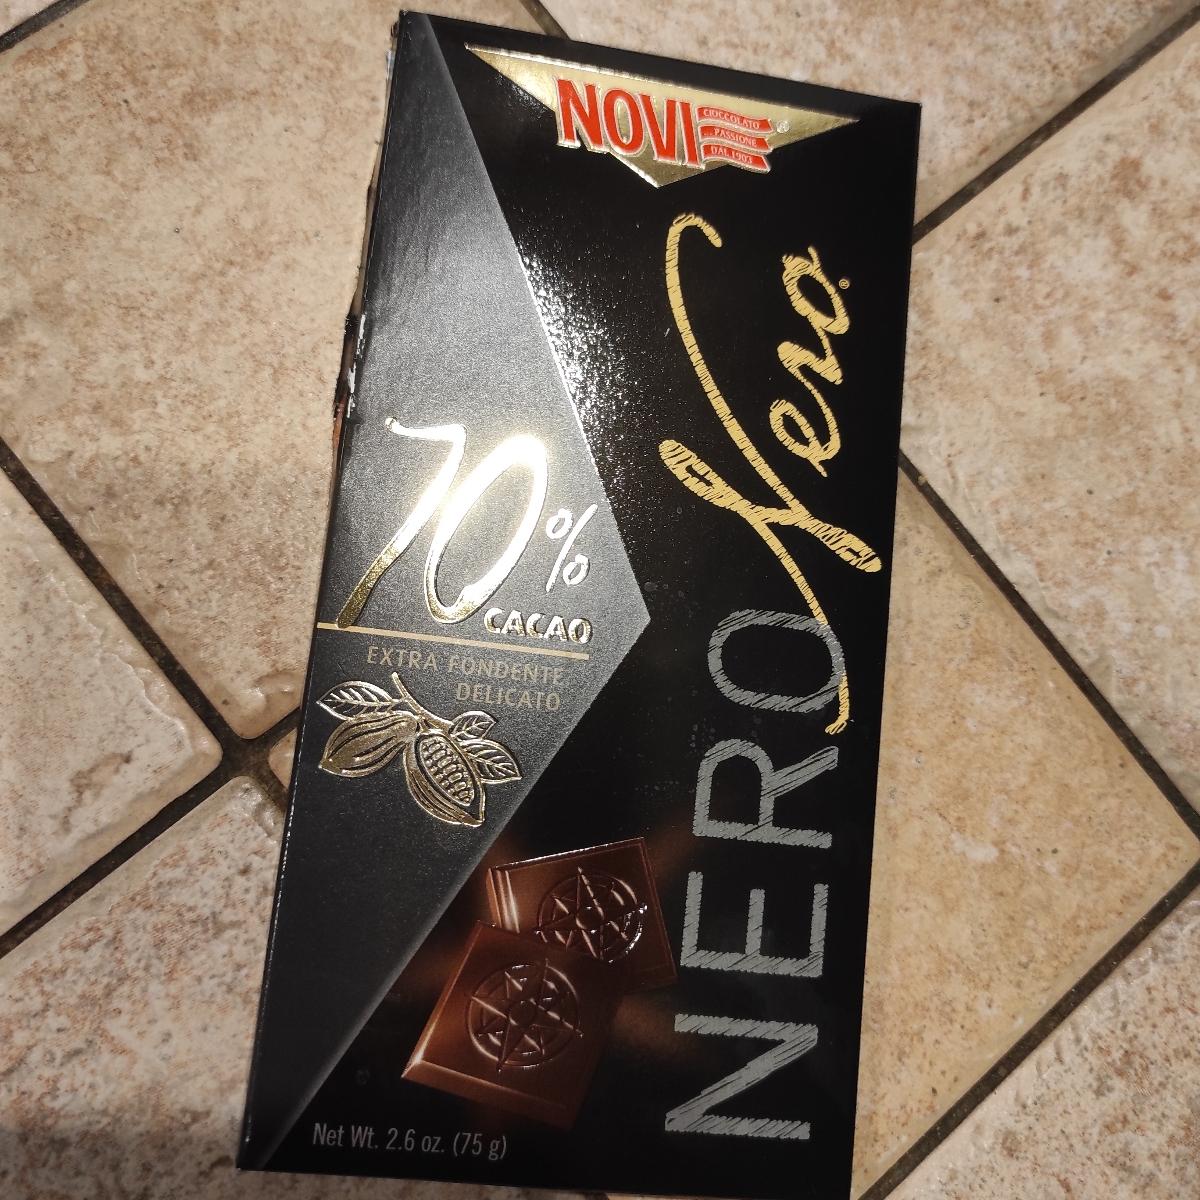 NOVI
CIOCCOLATO
PASSIONE
DAL 1903
®
NERO Nero®
70%
CACAO
EXTRA FONDENTE
DELICATO
Net Wt. 2.6 oz. (75 g)